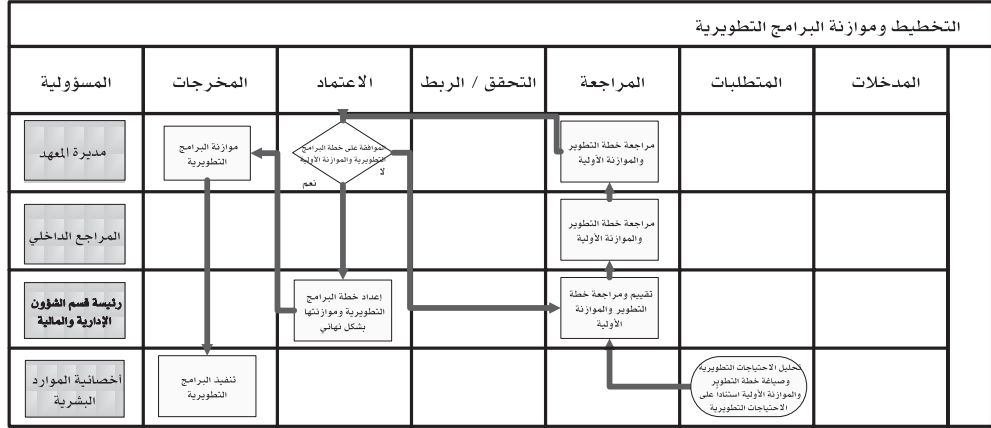 التخطيط وموازنة البرامج التطويرية
المدخلات
المتطلبات
المراجعة
التحقق / الربط
الاعتماد
المخرجات
المسؤولية
مراجعة خطة التطوير
والموازنة الأولية
الموافقة على خطة البرامج
التطويرية والموازنة الأولية
لا
نعم
موازنة البرامج
التطويرية
مديرة المعهد
مراجعة خطة التطوير
والموازنة الأولية
المراجع الداخلي
تقييم ومراجعة خطة
التطوير والموازنة
الأولية
إعداد خطة البرامج
التطويرية وموازنتها
بشكل نهائي
رئيسة قسم الشؤون
الإدارية والمالية
تحليل الاحتياجات التطويرية
وصياغة خطة التطوير
والموازنة الأولية استناداً على
الاحتياجات التطويرية
تنفيذ البرامج
التطويرية
أخصائية الموارد
البشرية